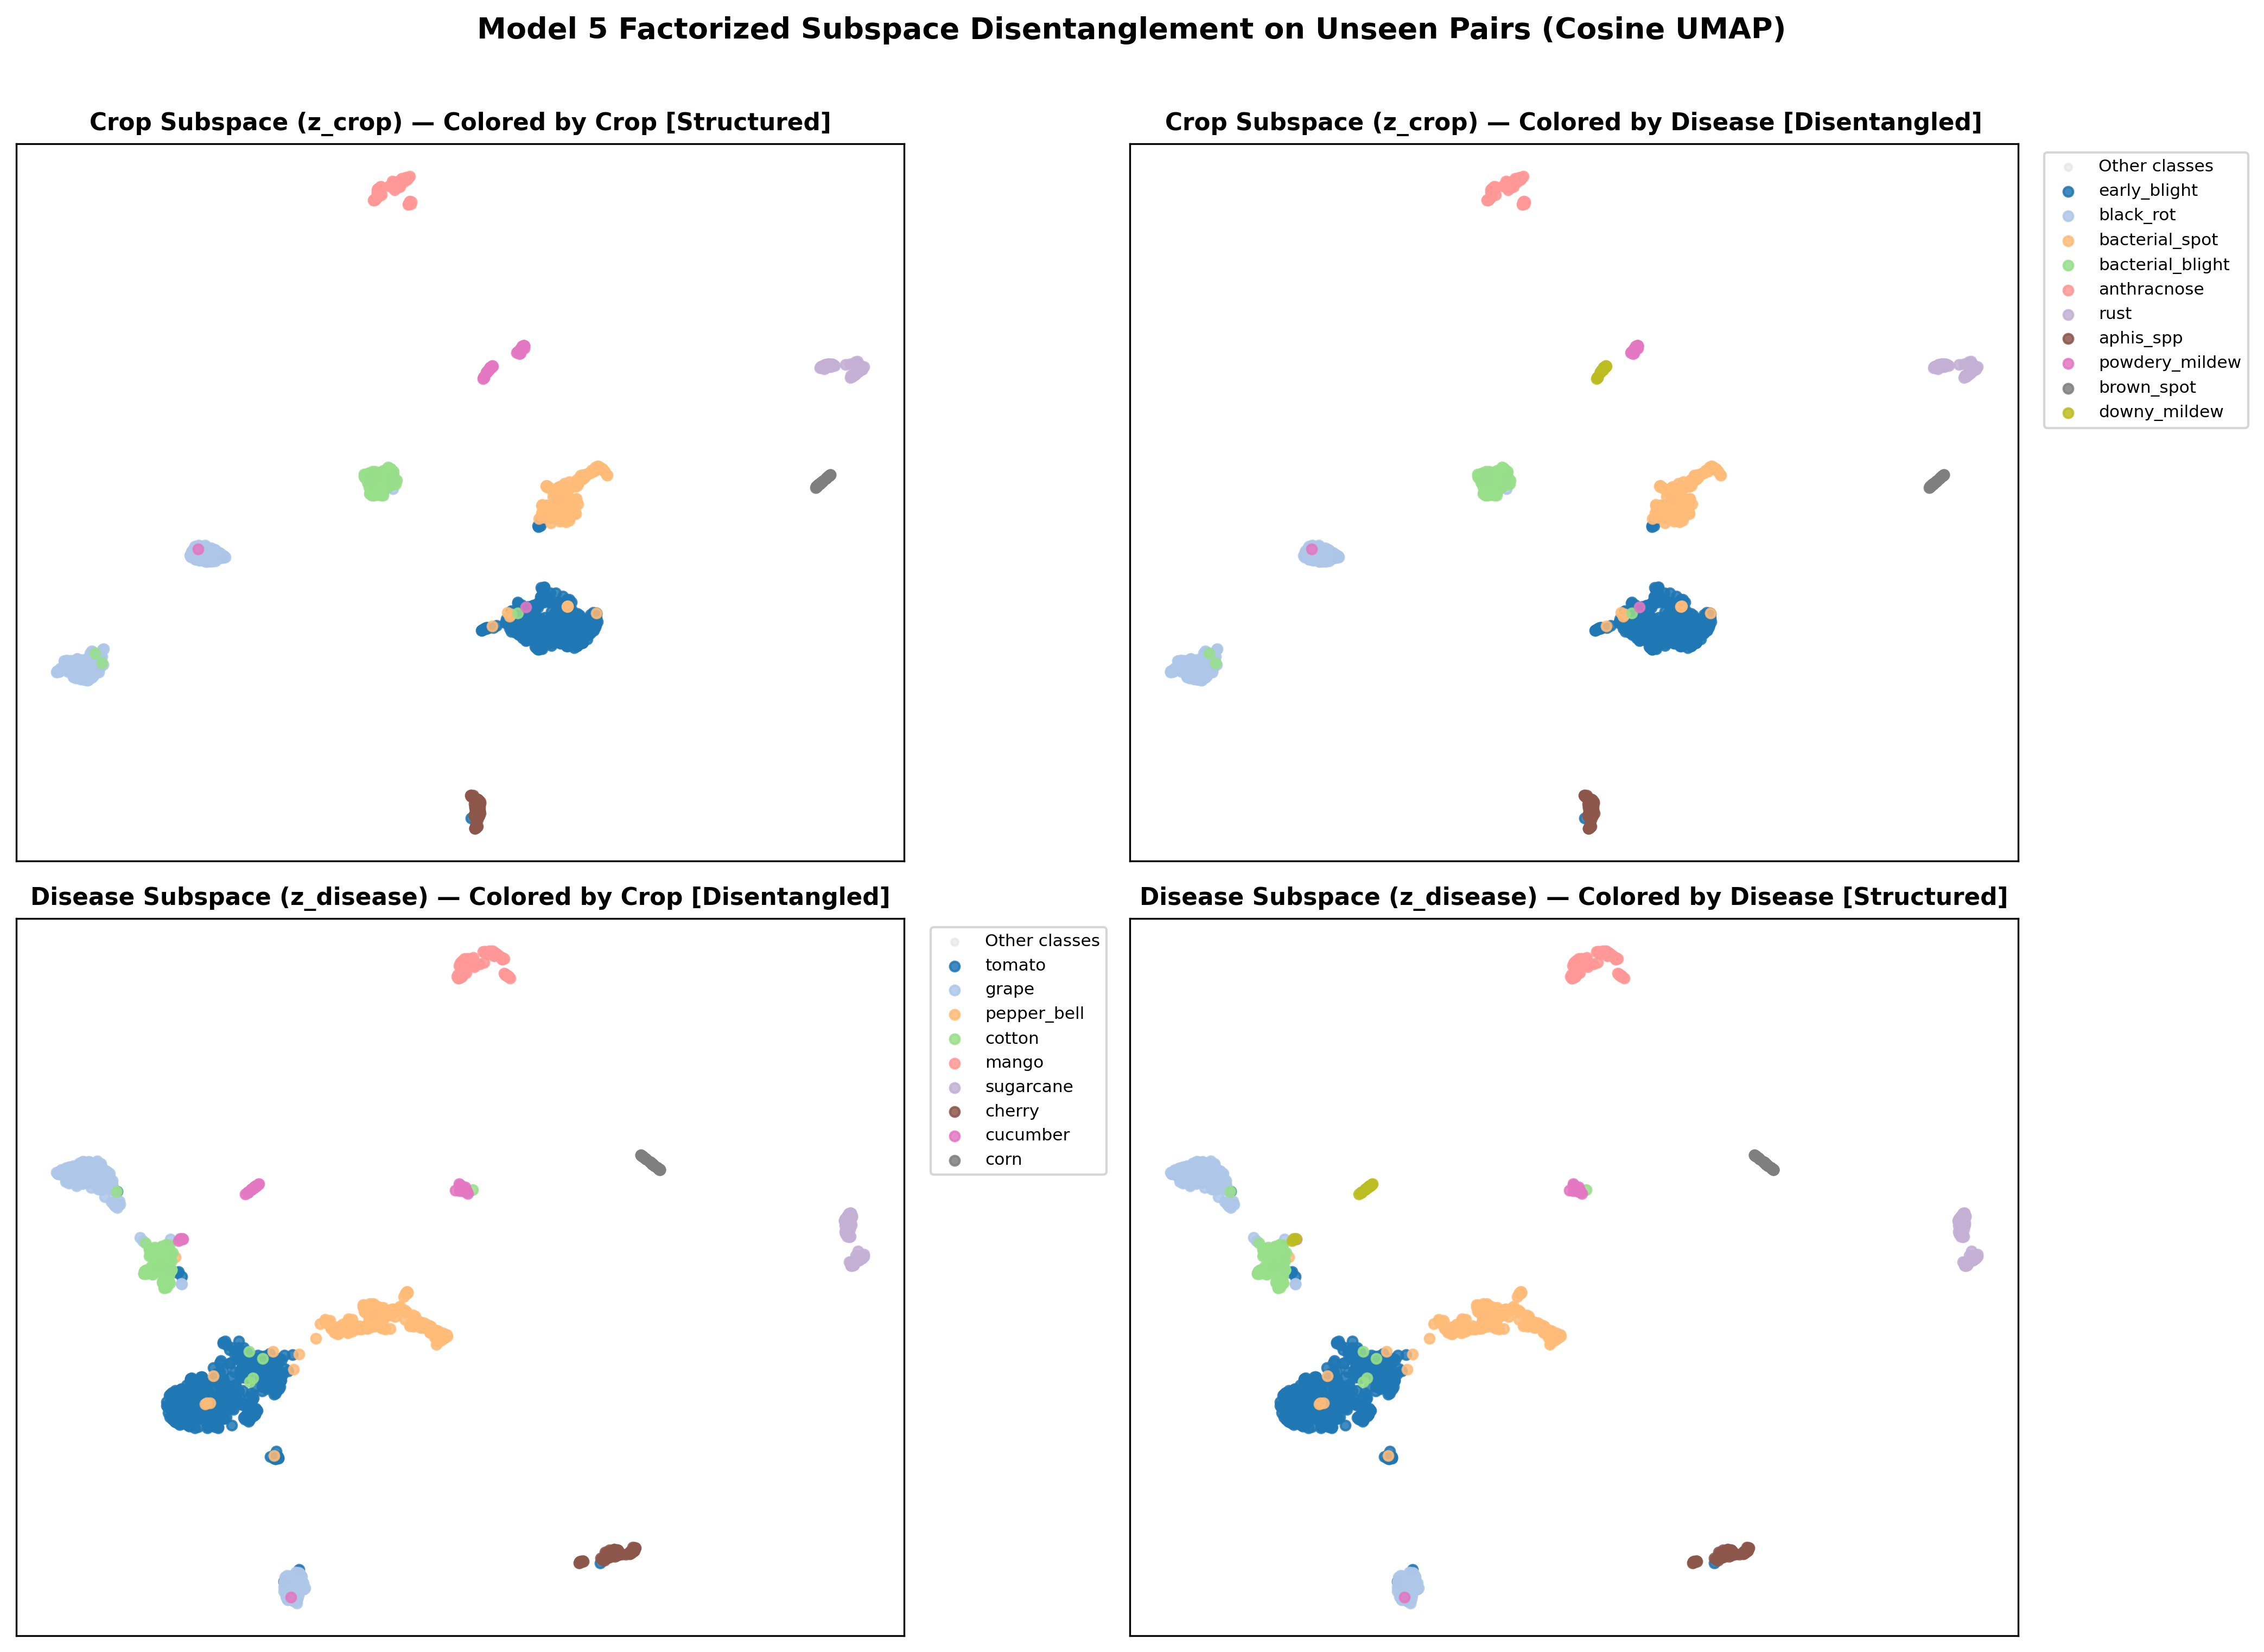 Model 5 Factorized Subspace Disentanglement on Unseen Pairs (Cosine UMAP)
Crop Subspace (z_crop) — Colored by Crop [Structured]
Crop Subspace (z_crop) — Colored by Disease [Disentangled]
Other classes
early_blight
black_rot
bacterial_spot
bacterial_blight
anthracnose
rust
aphis_spp
powdery_mildew
brown_spot
downy_mildew
Disease Subspace (z_disease) — Colored by Crop [Disentangled]
Other classes
tomato
grape
pepper_bell
cotton
mango
sugarcane
cherry
cucumber
corn
Disease Subspace (z_disease) — Colored by Disease [Structured]